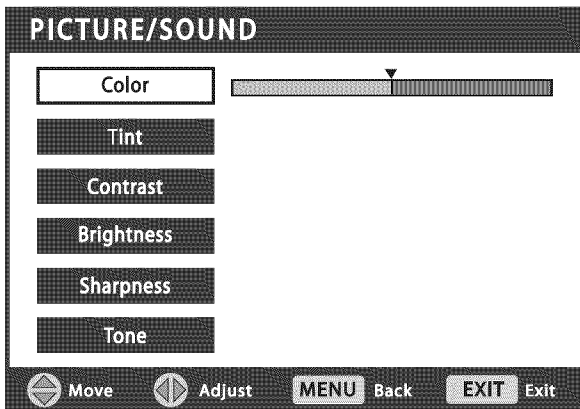 PICTURE/SOUND
Color
Tint
Contrast
Brightness
Sharpness
Tone
Move Adjust MENU Back EXIT Exit